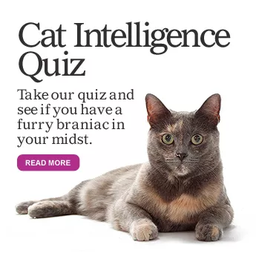 Cat Intelligence
Quiz
Take our quiz and
see if you have a
furry braniac in
your midst.
READ MORE